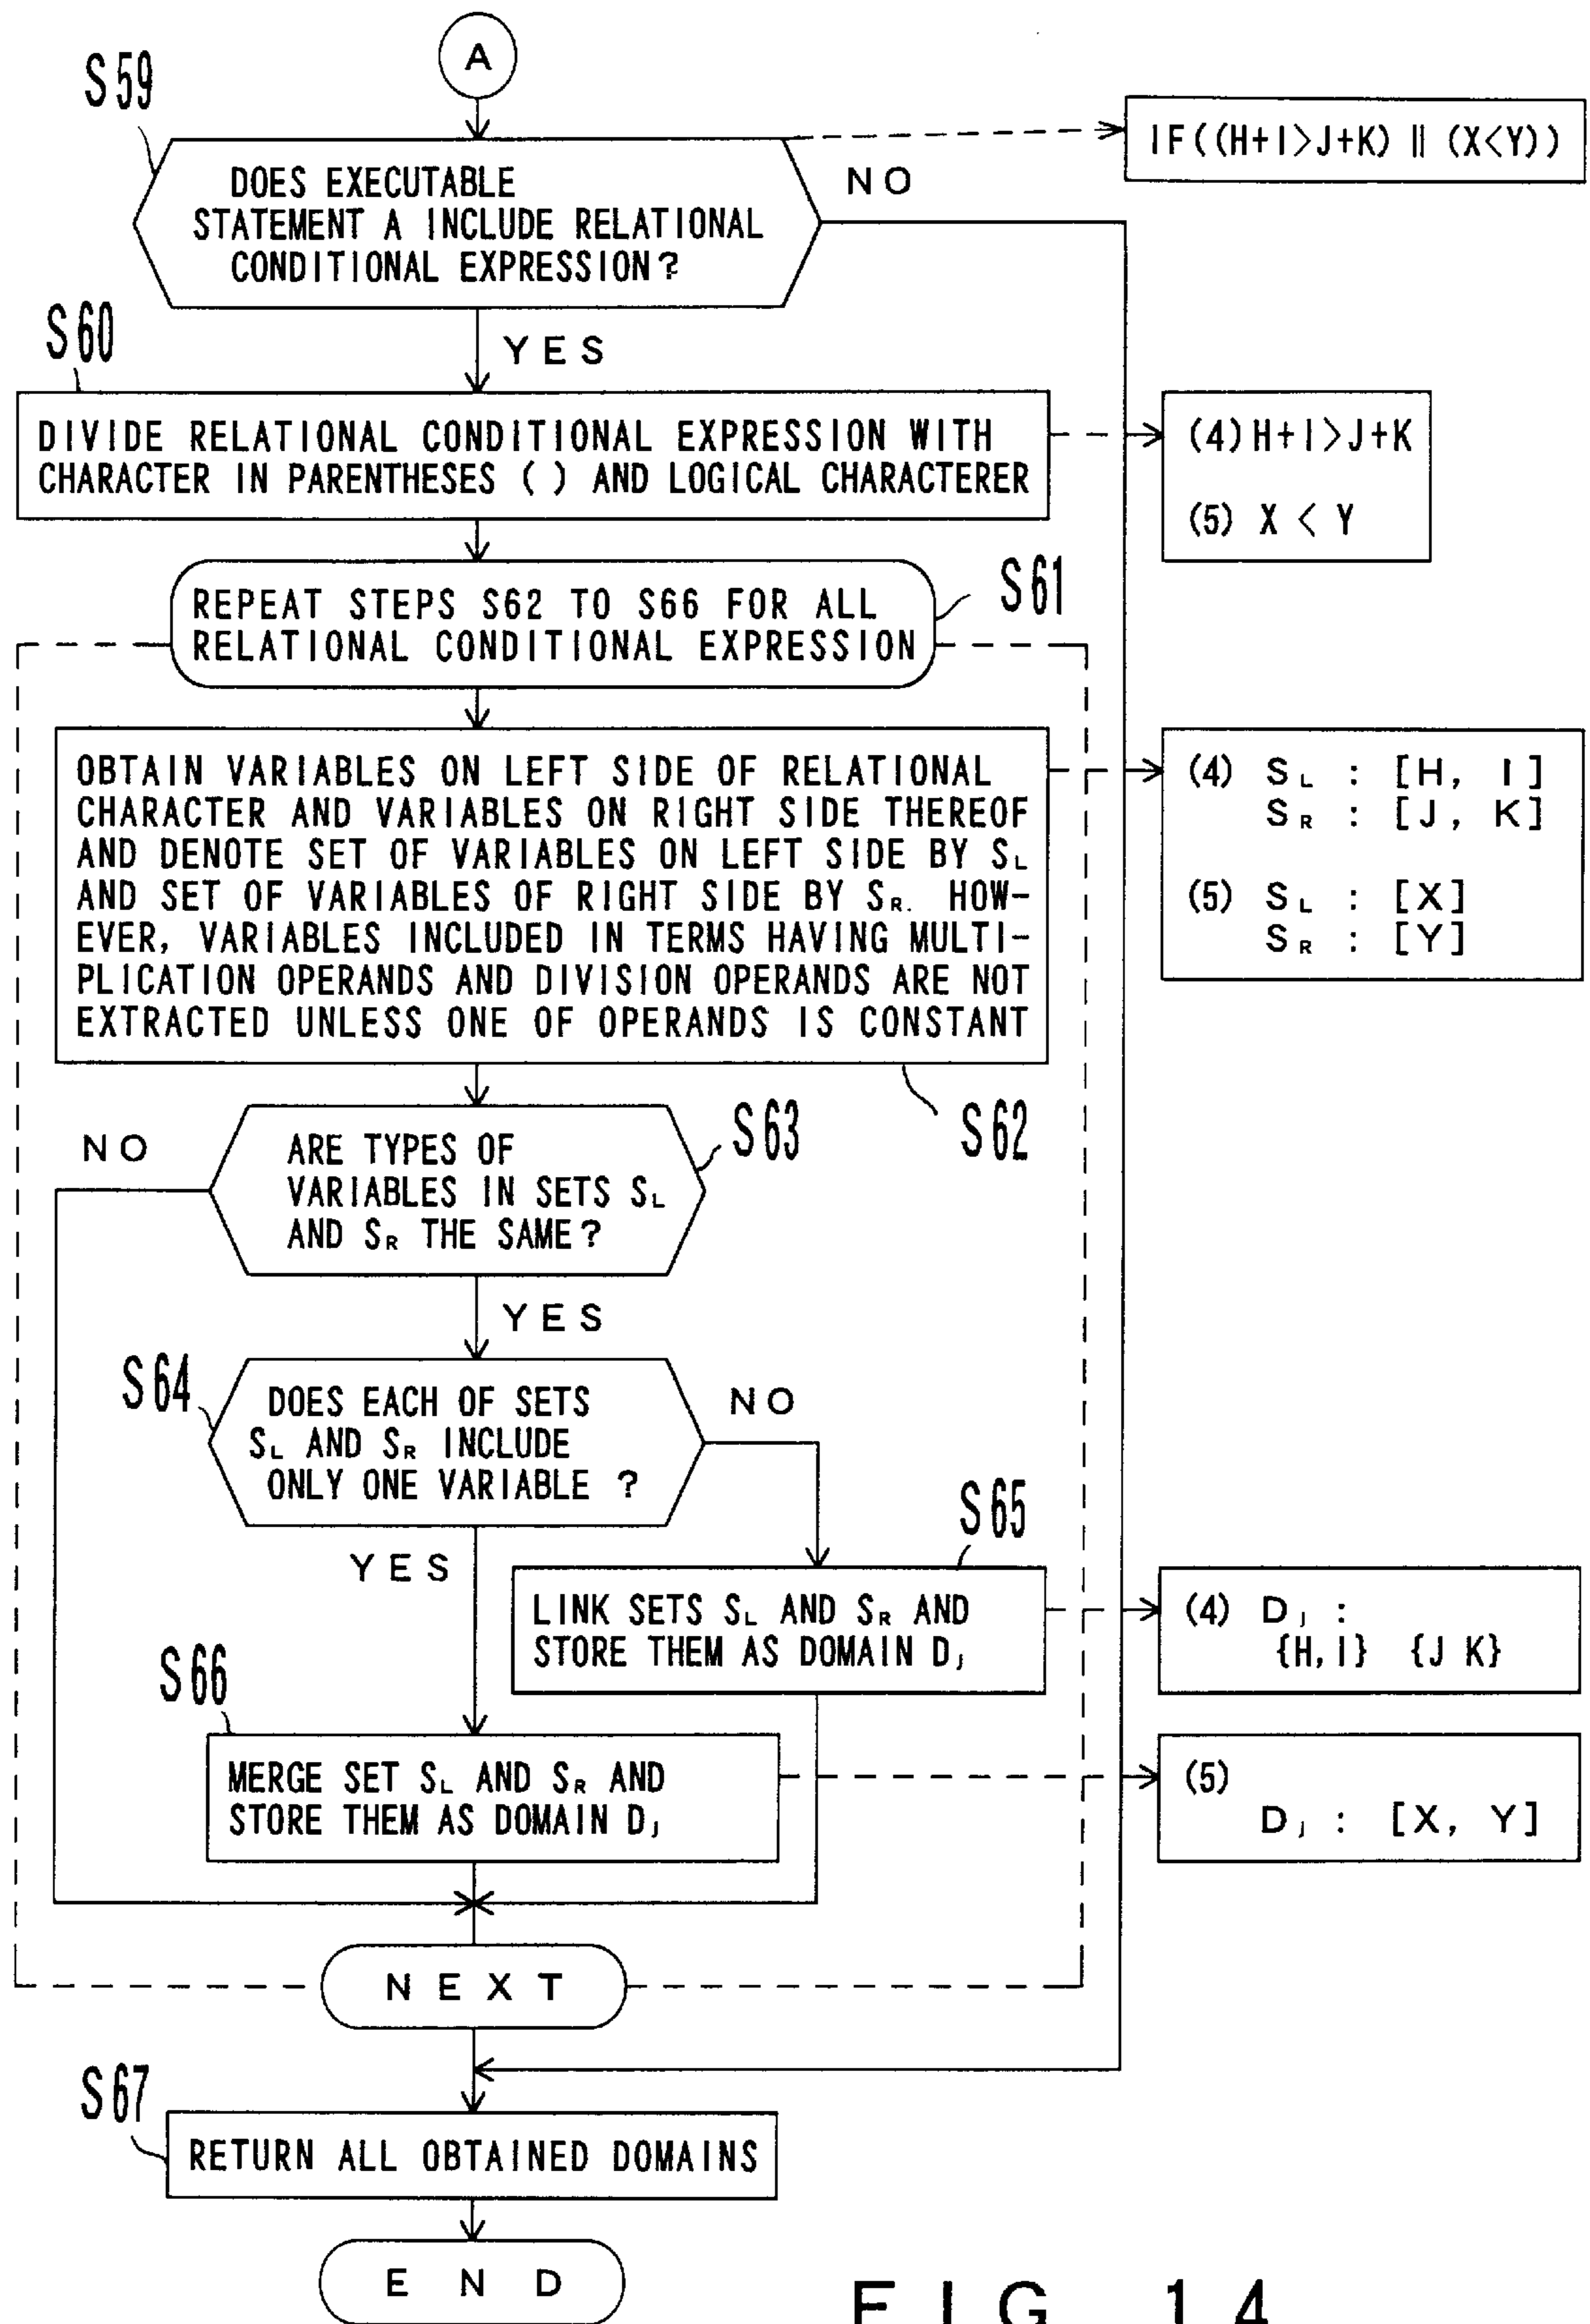 A
S59
IF((H+I>J+K) || (X<Y))
DOES EXECUTABLE
STATEMENT A INCLUDE RELATIONAL
CONDITIONAL EXPRESSION?
NO
YES
S60
DIVIDE RELATIONAL CONDITIONAL EXPRESSION WITH
CHARACTER IN PARENTHESES ( ) AND LOGICAL CHARACTERER
(4) H+I>J+K
(5) X < Y
S61
REPEAT STEPS S62 TO S66 FOR ALL
RELATIONAL CONDITIONAL EXPRESSION
OBTAIN VARIABLES ON LEFT SIDE OF RELATIONAL
CHARACTER AND VARIABLES ON RIGHT SIDE THEREOF
AND DENOTE SET OF VARIABLES ON LEFT SIDE BY SL
AND SET OF VARIABLES OF RIGHT SIDE BY SR. HOW-
EVER, VARIABLES INCLUDED IN TERMS HAVING MULTI-
PLICATION OPERANDS AND DIVISION OPERANDS ARE NOT
EXTRACTED UNLESS ONE OF OPERANDS IS CONSTANT
(4) SL : [H, I]
SR : [J, K]
(5) SL : [X]
SR : [Y]
S62
S63
NO
ARE TYPES OF
VARIABLES IN SETS SL
AND SR THE SAME?
YES
S64
DOES EACH OF SETS
SL AND SR INCLUDE
ONLY ONE VARIABLE ?
NO
YES
S65
LINK SETS SL AND SR AND
STORE THEM AS DOMAIN DJ
(4) DJ :
{H,I} {J K}
S66
MERGE SET SL AND SR AND
STORE THEM AS DOMAIN DJ
(5)
DJ : [X, Y]
NEXT
S67
RETURN ALL OBTAINED DOMAINS
END
FIG. 14